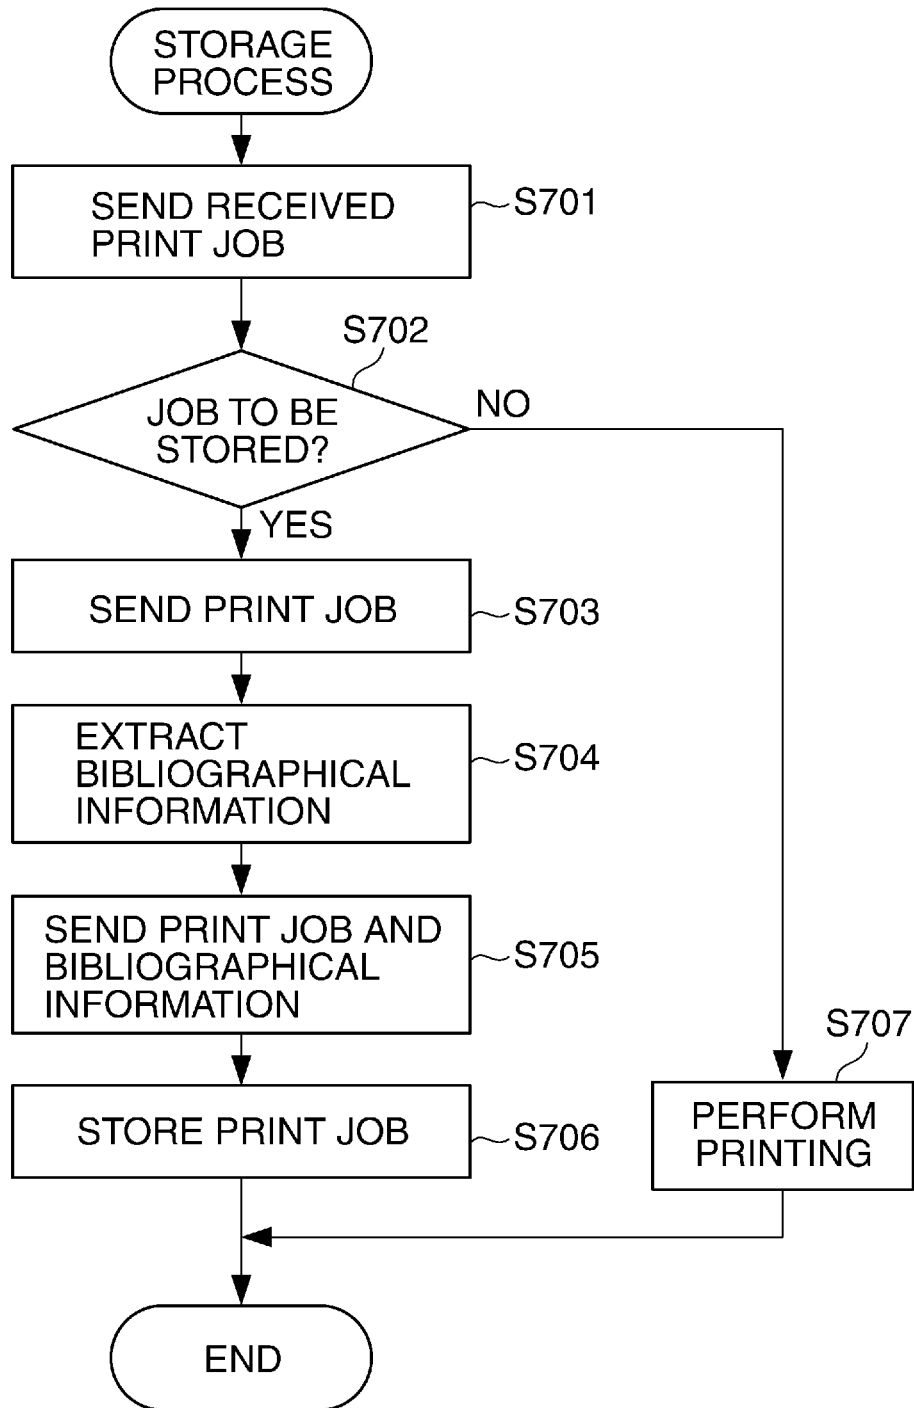 STORAGE
PROCESS
SEND RECEIVED
PRINT JOB
S701
S702
JOB TO BE
STORED?
NO
YES
SEND PRINT JOB
S703
EXTRACT
BIBLIOGRAPHICAL
INFORMATION
S704
SEND PRINT JOB AND
BIBLIOGRAPHICAL
INFORMATION
S705
STORE PRINT JOB
S706
S707
PERFORM
PRINTING
END